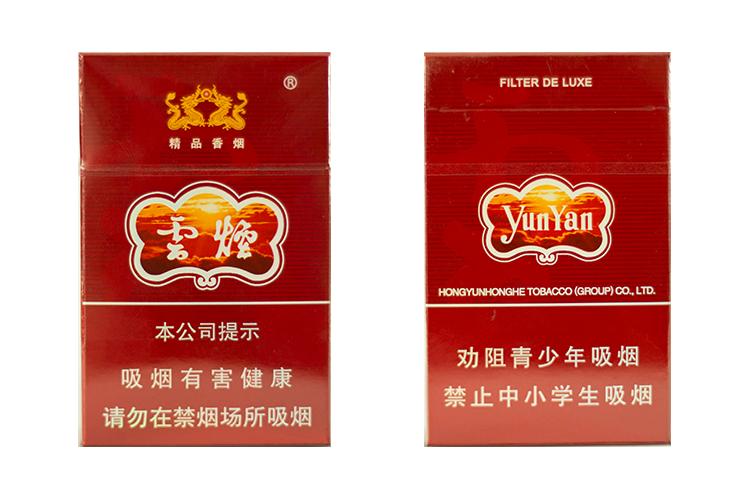 ®
精品香烟
雲煙
本公司提示
吸烟有害健康
请勿在禁烟场所吸烟
FILTER DE LUXE
YunYan
HONGYUNHONGHE TOBACCO (GROUP) CO., LTD.
劝阻青少年吸烟
禁止中小学生吸烟